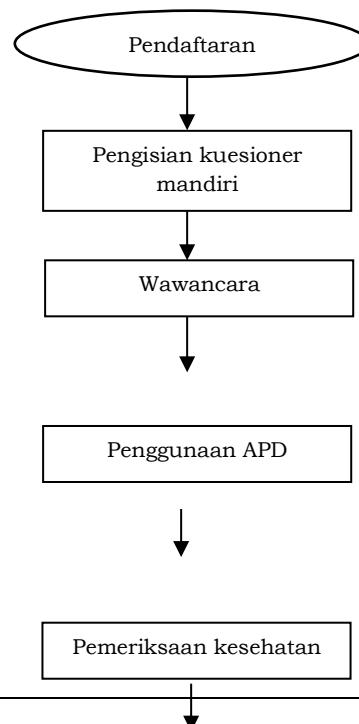 Pendaftaran
Pengisian kuesioner
mandiri
Wawancara
Penggunaan APD
Pemeriksaan kesehatan